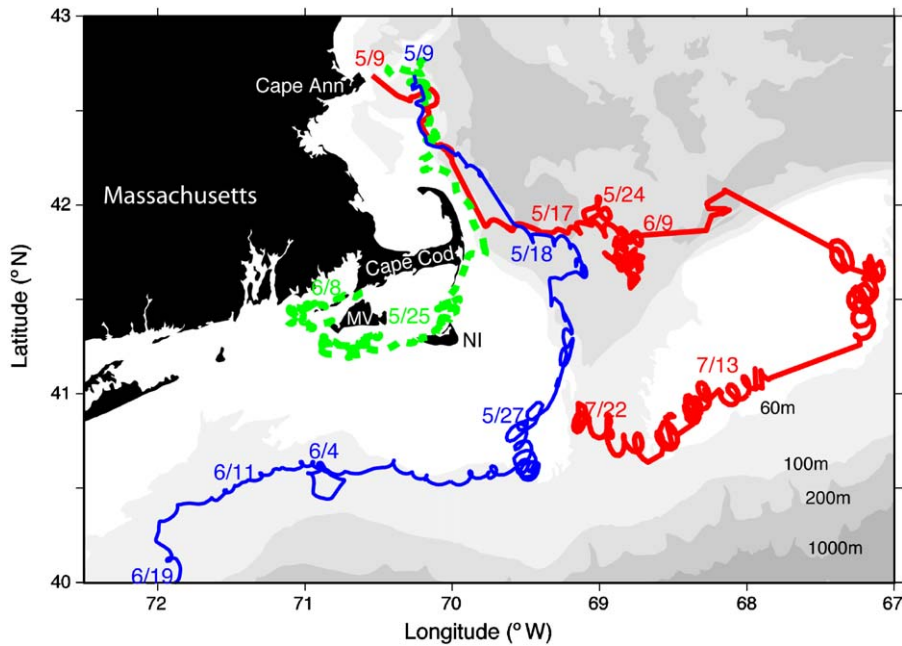 43
42
41
40
Latitude (° N)
72
71
70
69
68
67
Longitude (° W)
5/9
5/9
Cape Ann
Massachusetts
5/24
5/17
6/9
5/18
Cape Cod
6/8
MV
5/25
NI
7/13
60m
5/27
7/22
6/4
6/11
100m
200m
1000m
6/19